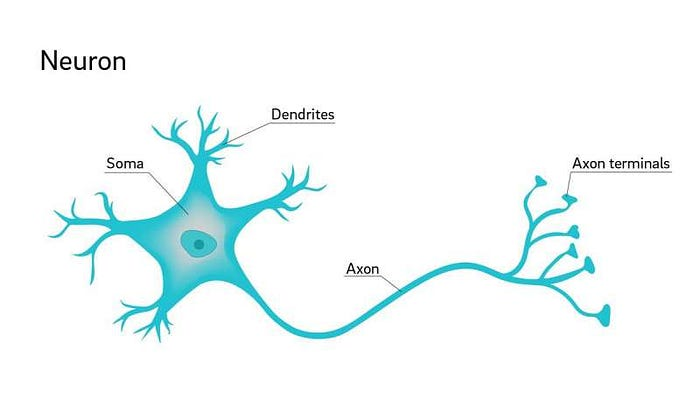 Neuron
Dendrites
Soma
Axon terminals
Axon